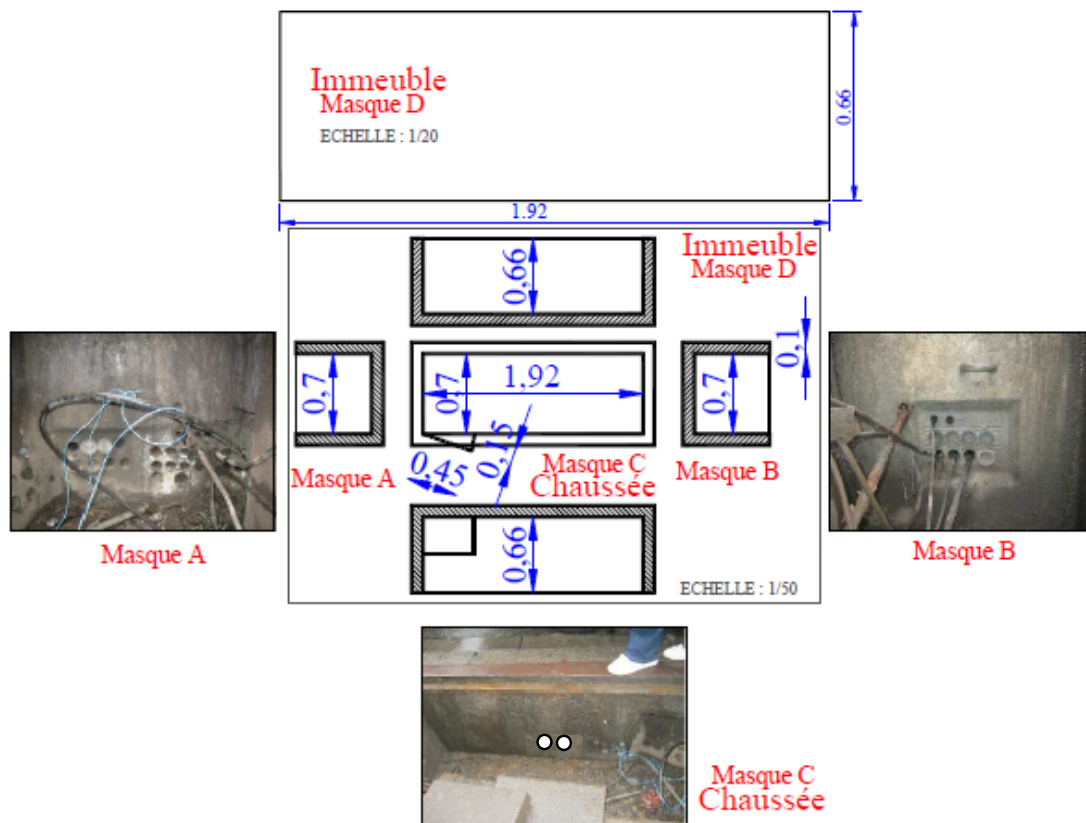 Immeuble
Masque D
ECHELLE : 1/20
0.66
1.92
Immeuble
Masque D
0,66
0,1
0,7
0,7
1,92
0,7
0,45
0,15
Masque A
Masque C
Chaussée
Masque B
0,66
ECHELLE : 1/50
Masque A
Masque B
Masque C
Chaussée